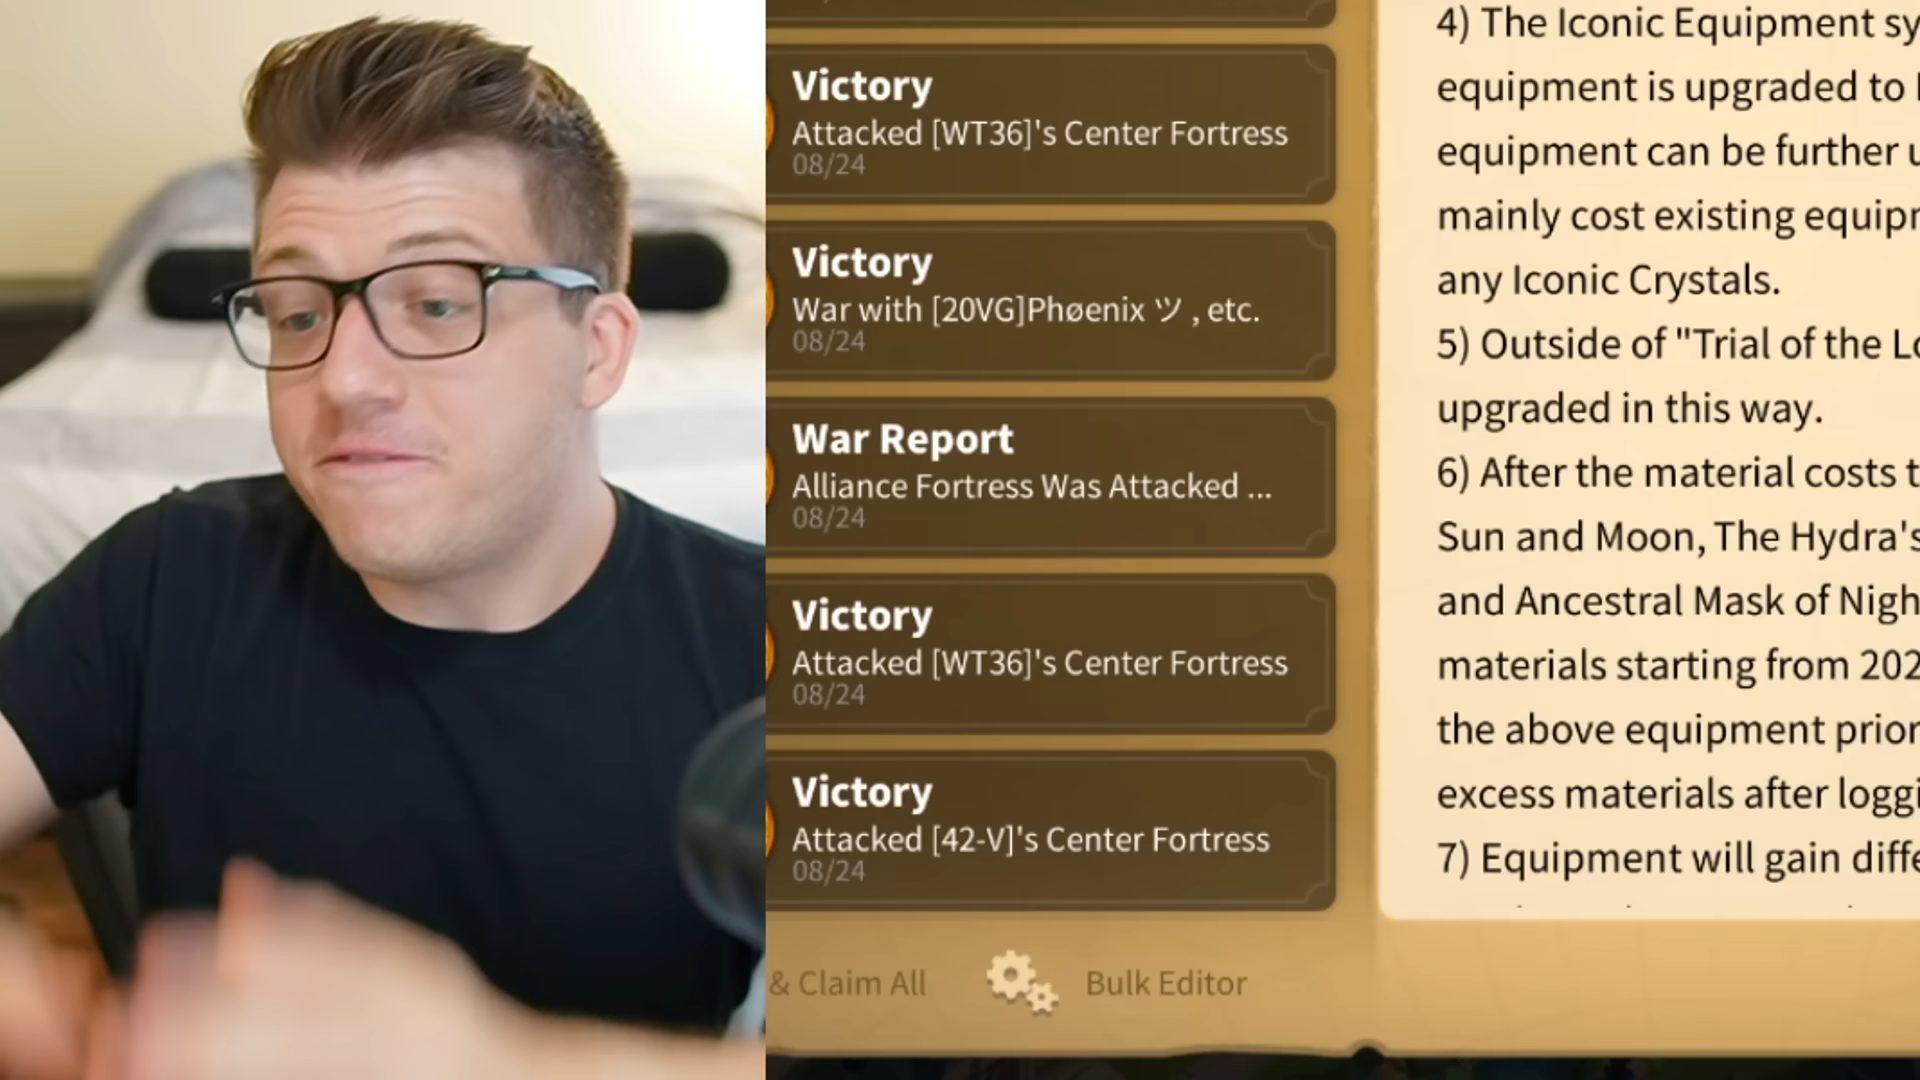 Victory
Attacked [WT36]'s Center Fortress
08/24
Victory
War with [20VG]Phøenix ツ , etc.
08/24
War Report
Alliance Fortress Was Attacked ...
08/24
Victory
Attacked [WT36]'s Center Fortress
08/24
Victory
Attacked [42-V]'s Center Fortress
08/24
& Claim All
Bulk Editor
4) The Iconic Equipment sy
equipment is upgraded to
equipment can be further u
mainly cost existing equipm
any Iconic Crystals.
5) Outside of "Trial of the Lo
upgraded in this way.
6) After the material costs t
Sun and Moon, The Hydra's
and Ancestral Mask of Nigh
materials starting from 202
the above equipment prior
excess materials after loggi
7) Equipment will gain diffe